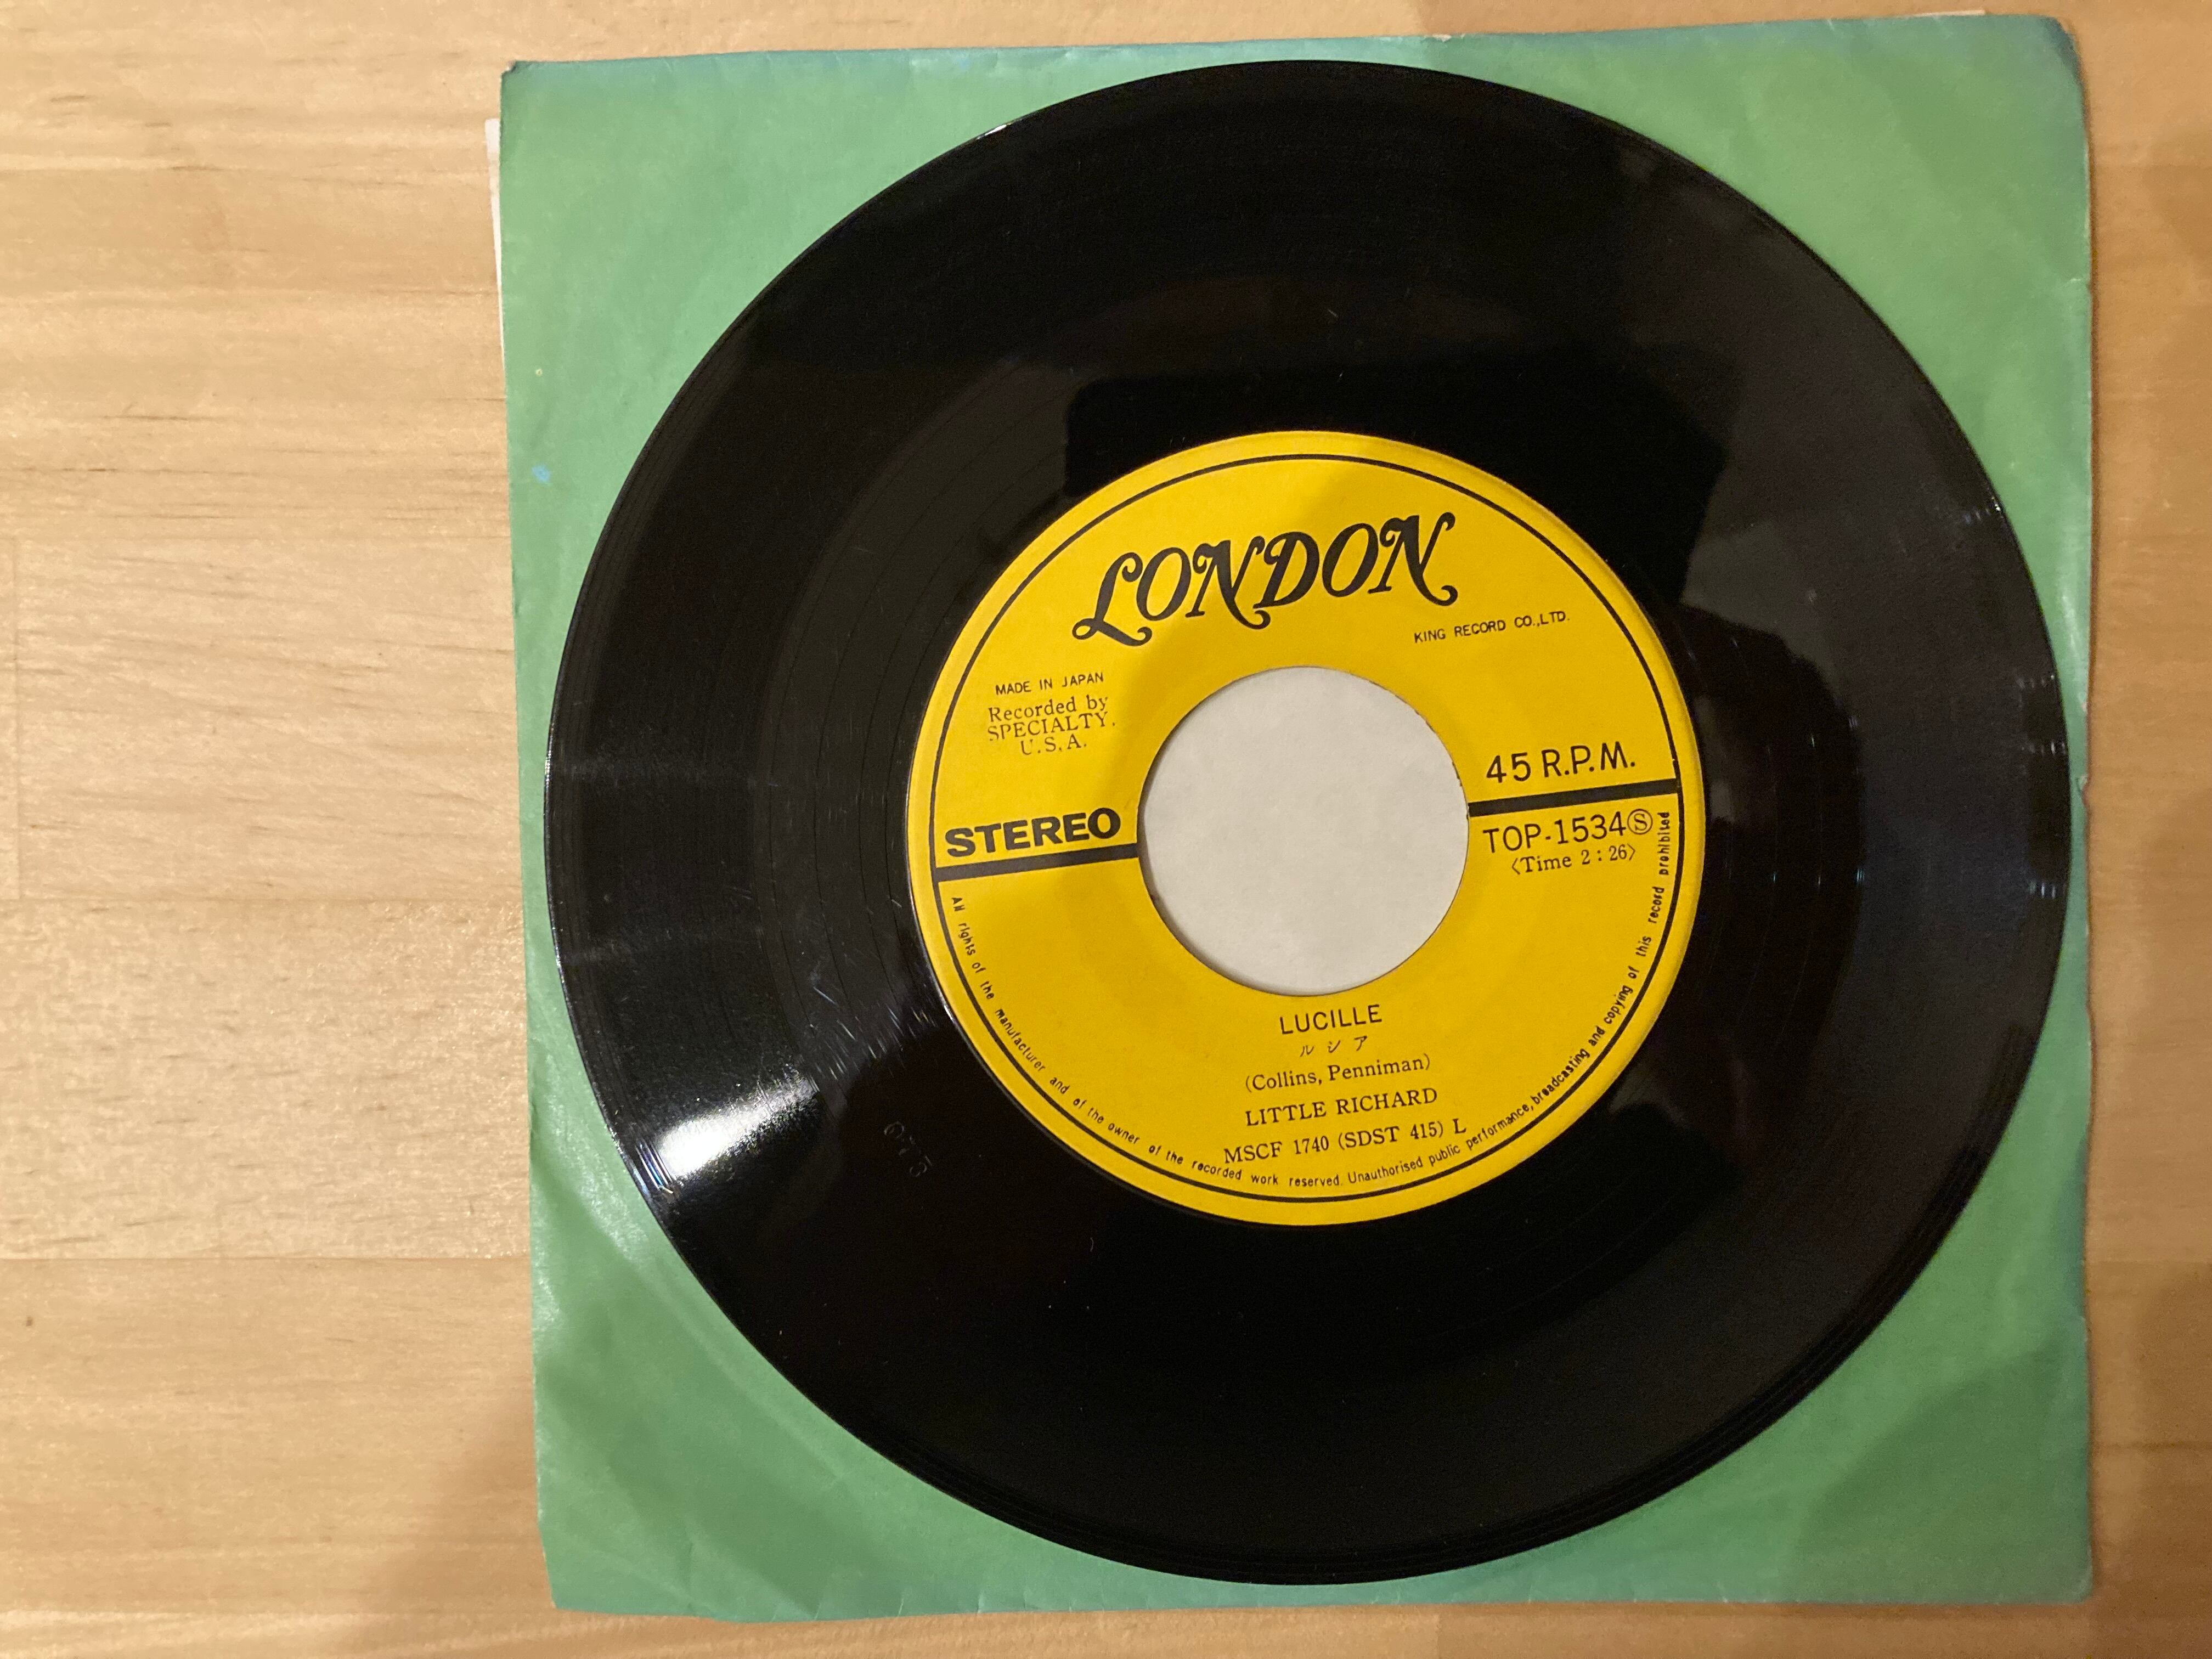 LONDON
KING RECORD CO.,LTD.
MADE IN JAPAN
Recorded by
SPECIALTY.
U.S.A.
45 R.P.M.
STEREO
TOP-1534Ⓢ
〈Time 2:26〉
LUCILLE
ルシア
(Collins, Penniman)
LITTLE RICHARD
MSCF 1740 (SDST 415) L
All rights of the manufacturer and of the owner of the recorded work reserved. Unauthorised public performance, broadcasting and copying of this record prohibited